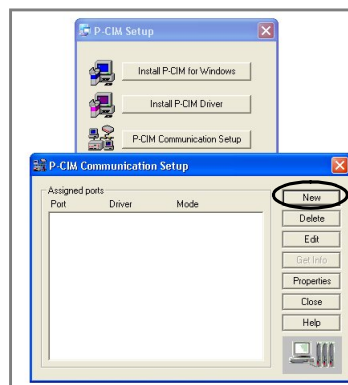 P-CIM Setup
Install P-CIM for Windows
Install P-CIM Driver
P-CIM Communication Setup
P-CIM Communication Setup
Assigned ports
Port Driver Mode
New
Delete
Edit
Get Info
Properties
Close
Help